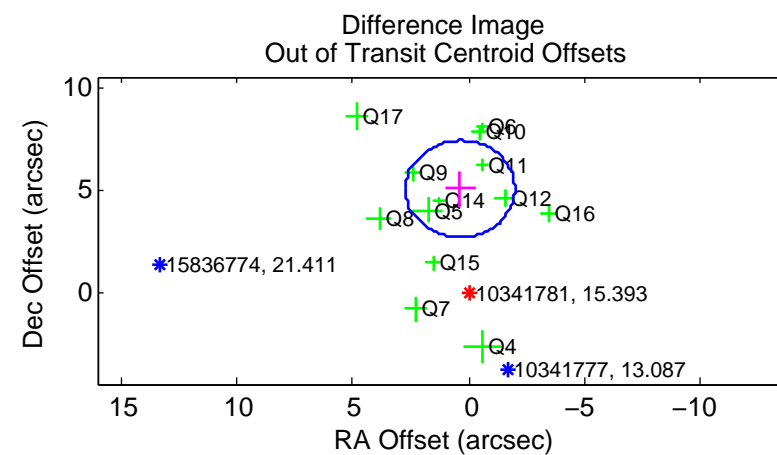 Difference Image
Out of Transit Centroid Offsets
10
Q17
Q6
Q10
Q11
Q9
5
Q12
Q14
Q5
Q16
Q8
15836774, 21.411
Q15
0
10341781, 15.393
Q7
Q4
10341777, 13.087
Dec Offset (arcsec)
15
10
5
0
−5
−10
RA Offset (arcsec)